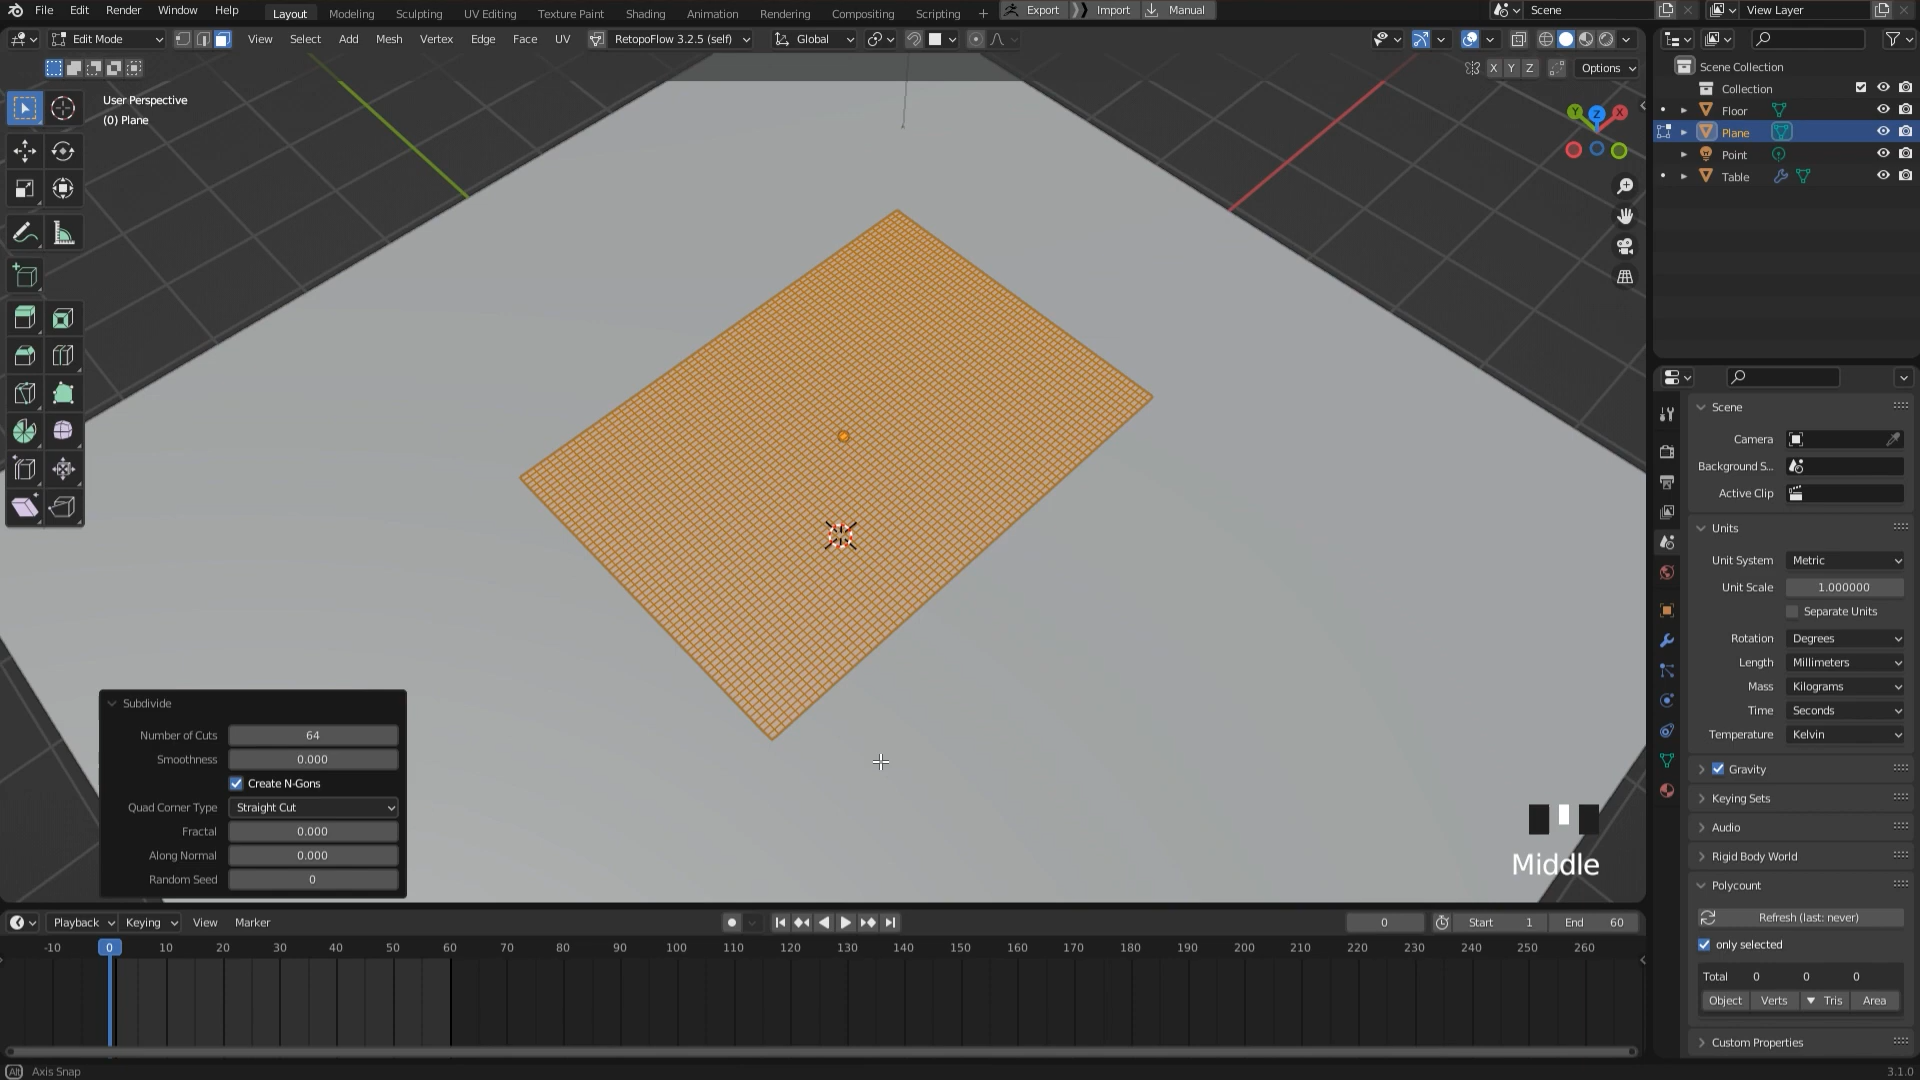 File Edit Render Window Help Layout Modeling Sculpting UV Editing Texture Paint Shading Animation Rendering Compositing Scripting + Export Import Manual Scene View Layer
Edit Mode View Select Add Mesh Vertex Edge Face UV RetopoFlow 3.2.5 (self) Global
X Y Z Options
User Perspective
(0) Plane
Y Z X
Scene Collection
Collection
Floor
Plane
Point
Table
Scene
Camera
Background S...
Active Clip
Units
Unit System Metric
Unit Scale 1.000000
Separate Units
Rotation Degrees
Length Millimeters
Mass Kilograms
Time Seconds
Temperature Kelvin
Gravity
Keying Sets
Audio
Rigid Body World
Polycount
Refresh (last: never)
only selected
Total 0 0 0
Object Verts Tris Area
Custom Properties
Subdivide
Number of Cuts 64
Smoothness 0.000
Create N-Gons
Quad Corner Type Straight Cut
Fractal 0.000
Along Normal 0.000
Random Seed 0
Middle
Playback Keying View Marker 0 Start 1 End 60
-10 0 10 20 30 40 50 60 70 80 90 100 110 120 130 140 150 160 170 180 190 200 210 220 230 240 250 260
Alt Axis Snap
3.1.0